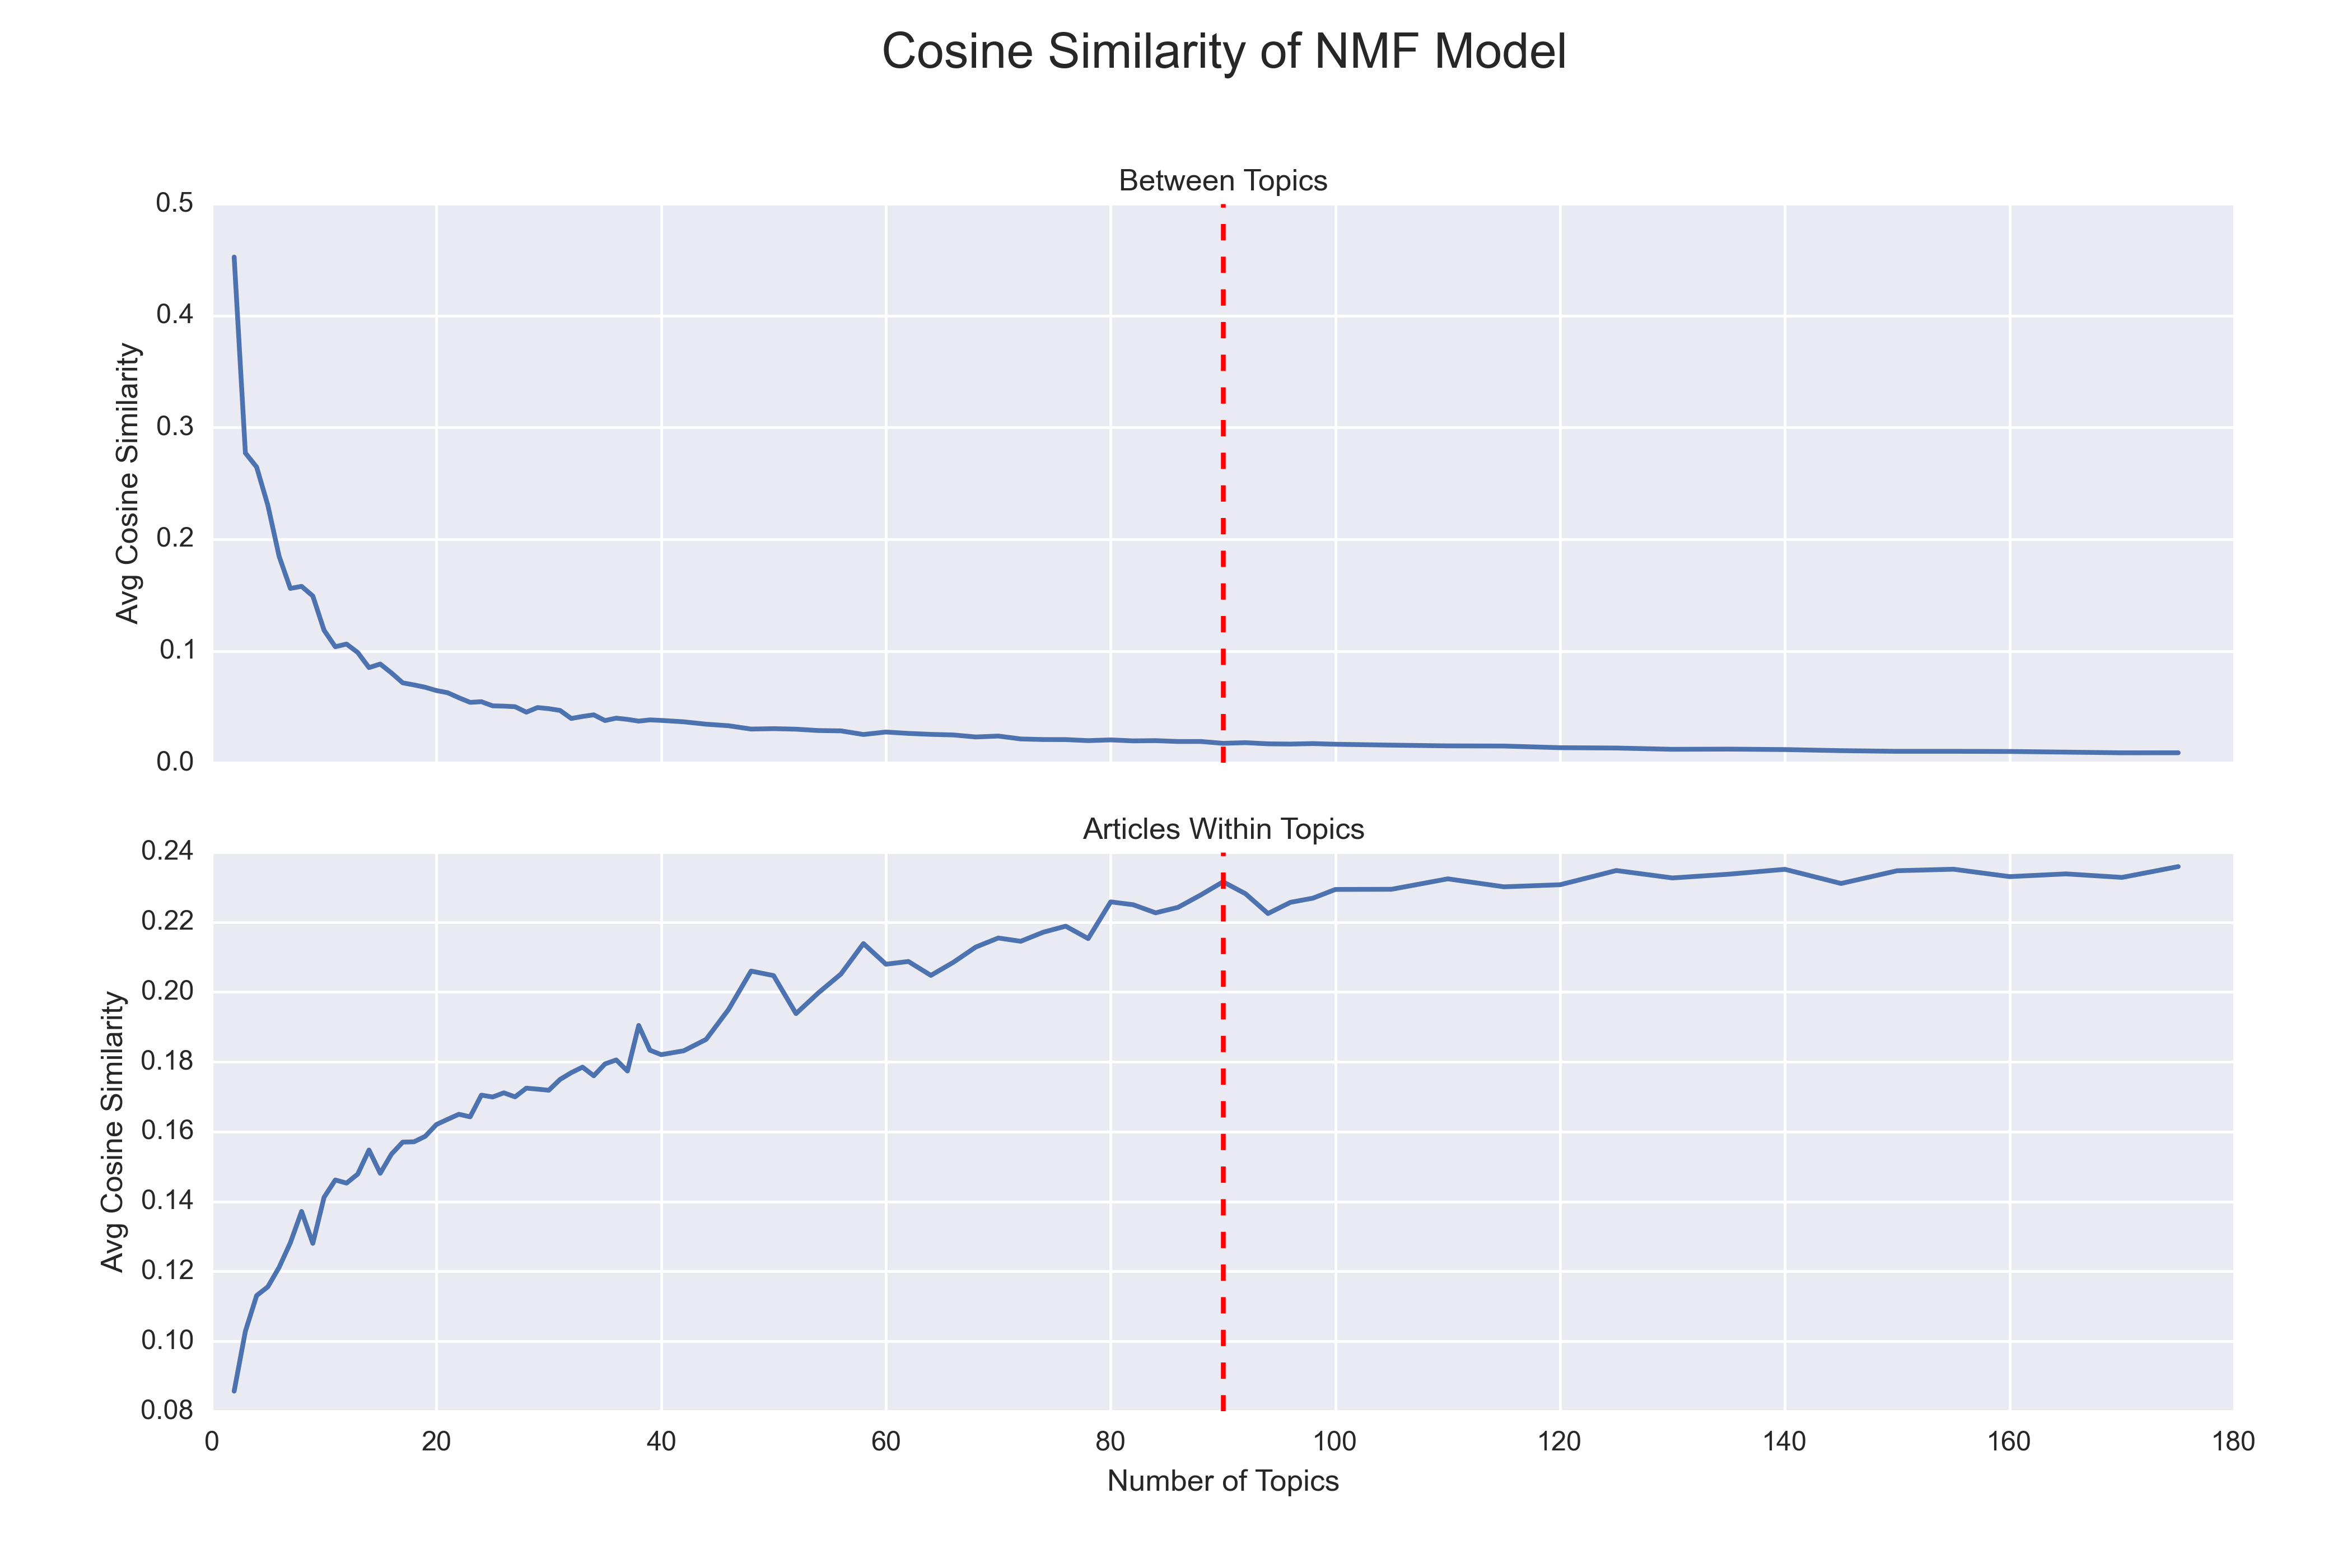 Cosine Similarity of NMF Model
Between Topics
0.5
0.4
0.3
0.2
0.1
0.0
Avg Cosine Similarity
Articles Within Topics
0.24
0.22
0.20
0.18
0.16
0.14
0.12
0.10
0.08
Avg Cosine Similarity
0 20 40 60 80 100 120 140 160 180
Number of Topics